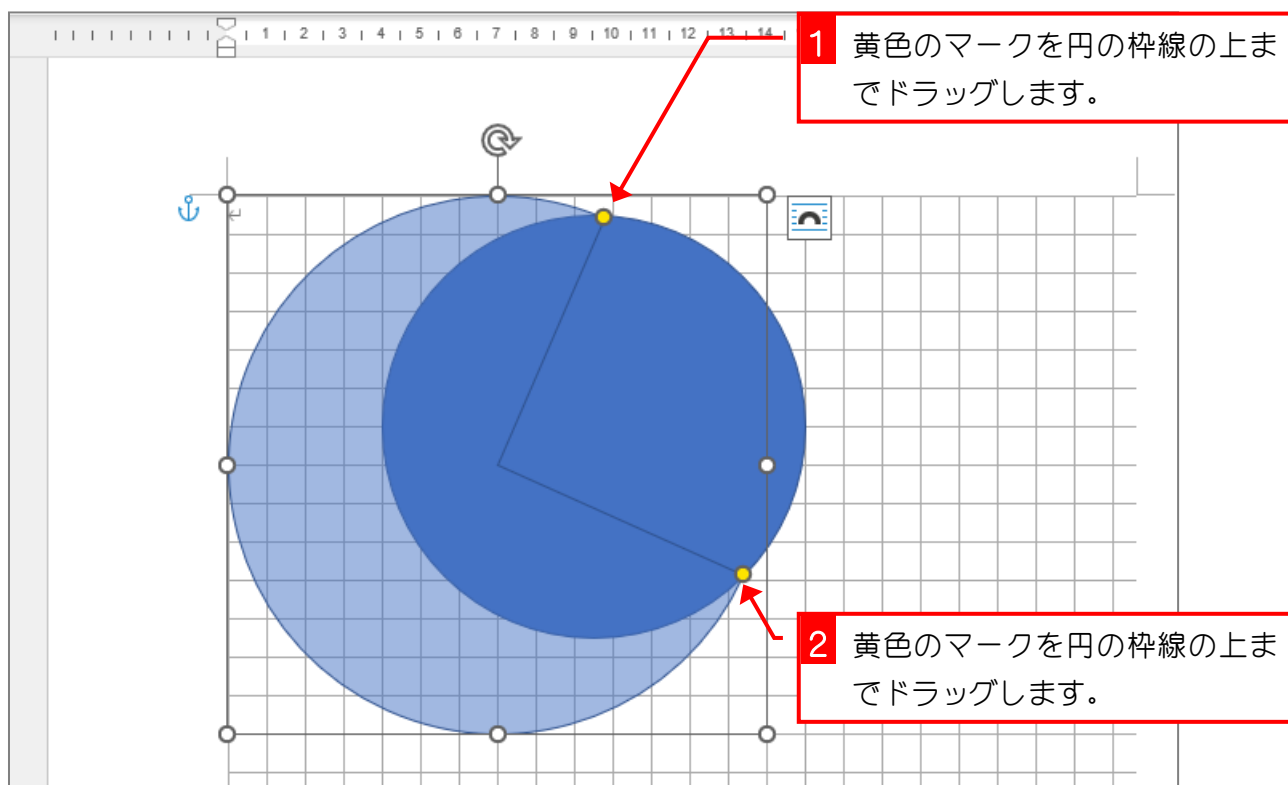 1 2 3 4 5 6 7 8 9 10 11 12 13 14
1 黄色のマークを円の枠線の上ま
でドラッグします。
2 黄色のマークを円の枠線の上ま
でドラッグします。